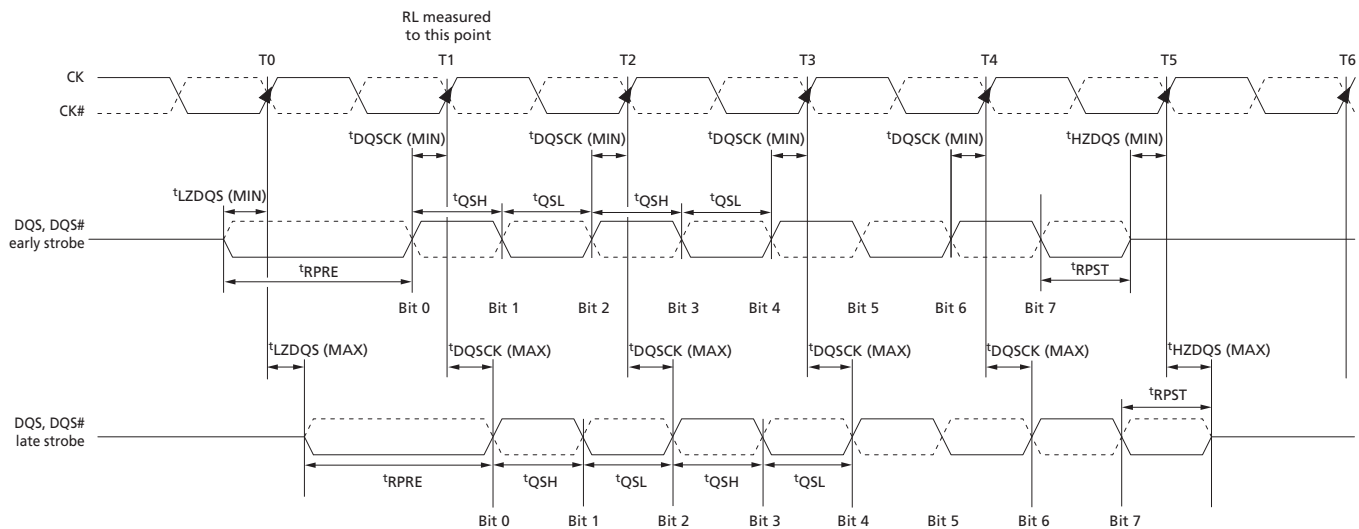 RL measured
to this point
T0 T1 T2 T3 T4 T5 T6
CK
CK#
tDQSCK (MIN) tDQSCK (MIN) tDQSCK (MIN) tDQSCK (MIN) tHZDQS (MIN)
tLZDQS (MIN)
tQSH tQSL tQSH tQSL
DQS, DQS#
early strobe
tRPRE tRPST
Bit 0 Bit 1 Bit 2 Bit 3 Bit 4 Bit 5 Bit 6 Bit 7
tLZDQS (MAX) tDQSCK (MAX) tDQSCK (MAX) tDQSCK (MAX) tDQSCK (MAX) tHZDQS (MAX)
tRPST
DQS, DQS#
late strobe
tRPRE tQSH tQSL tQSH tQSL
Bit 0 Bit 1 Bit 2 Bit 3 Bit 4 Bit 5 Bit 6 Bit 7